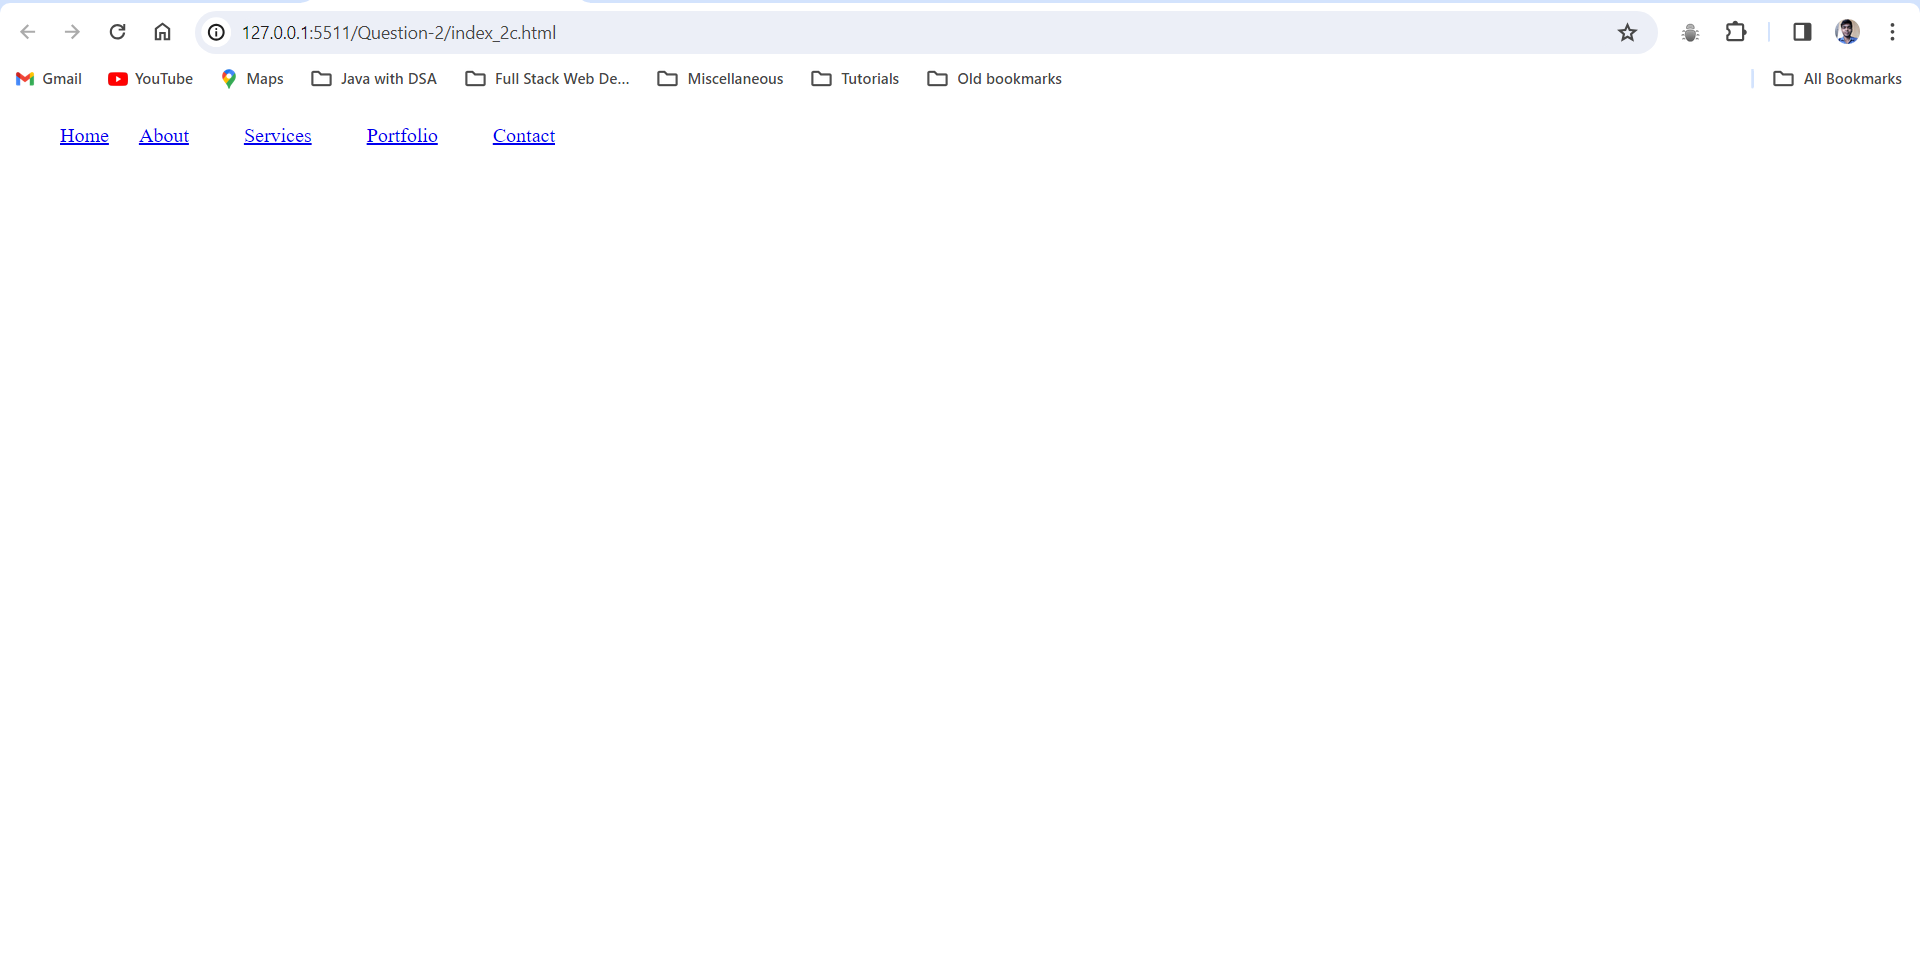 127.0.0.1:5511/Question-2/index_2c.html
Gmail YouTube Maps Java with DSA Full Stack Web De... Miscellaneous Tutorials Old bookmarks All Bookmarks
Home About Services Portfolio Contact